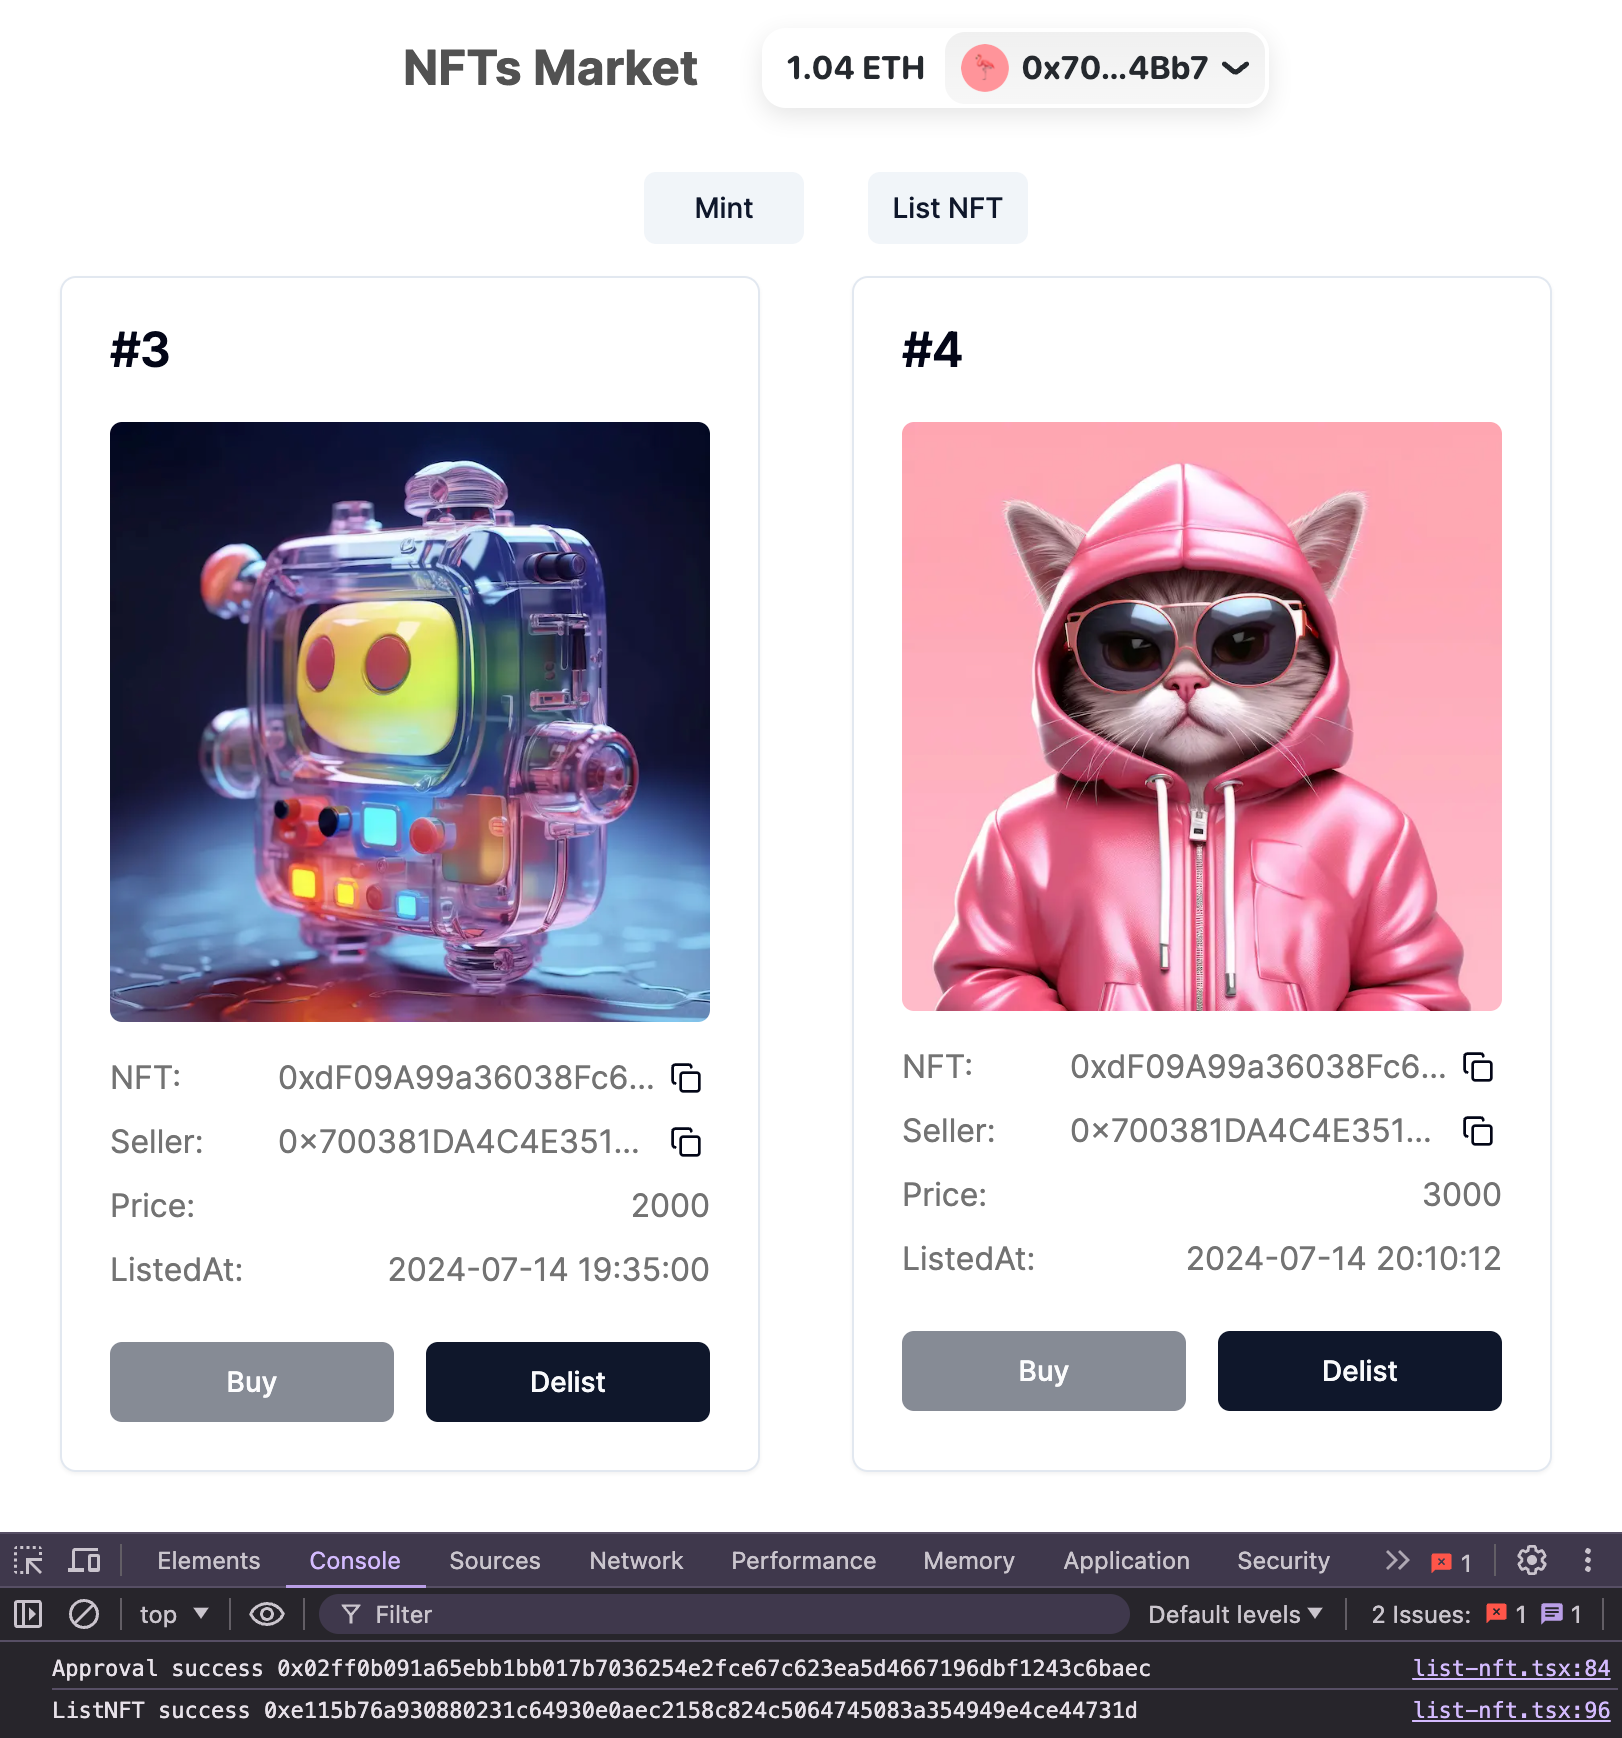 NFTs Market
1.04 ETH
0x70...4Bb7
Mint
List NFT
#3
NFT: 0xdF09A99a36038Fc6...
Seller: 0x700381DA4C4E351...
Price: 2000
ListedAt: 2024-07-14 19:35:00
Buy
Delist
#4
NFT: 0xdF09A99a36038Fc6...
Seller: 0x700381DA4C4E351...
Price: 3000
ListedAt: 2024-07-14 20:10:12
Buy
Delist
Elements Console Sources Network Performance Memory Application Security 1
top Filter Default levels 2 Issues: 1 1
Approval success 0x02ff0b091a65ebb1bb017b7036254e2fce67c623ea5d4667196dbf1243c6baec list-nft.tsx:84
ListNFT success 0xe115b76a930880231c64930e0aec2158c824c5064745083a354949e4ce44731d list-nft.tsx:96